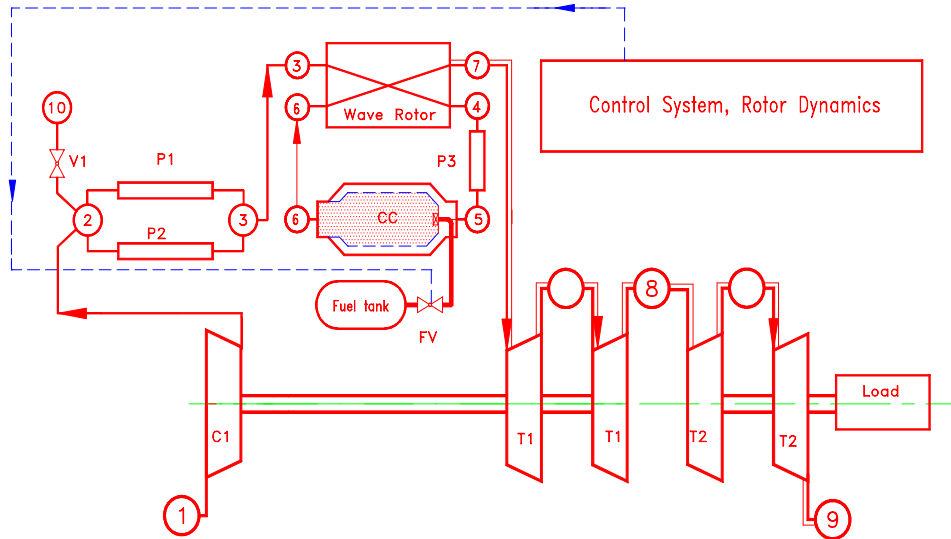 Control System, Rotor Dynamics
3
7
6
4
Wave Rotor
10
V1
P1
P3
2
3
P2
6
CC
5
Fuel tank
FV
8
C1
T1
T1
T2
T2
Load
1
9